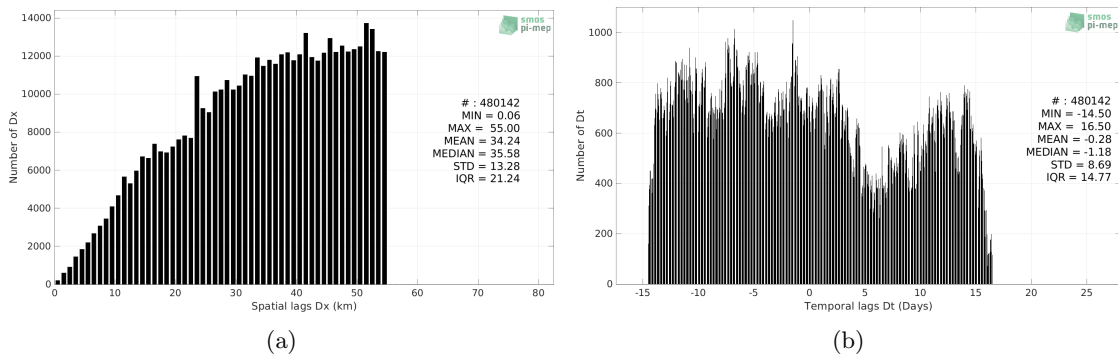 14000
12000
10000
8000
6000
4000
2000
0
Number of Dx
smos
pi-mep
# : 480142
MIN = 0.06
MAX = 55.00
MEAN = 34.24
MEDIAN = 35.58
STD = 13.28
IQR = 21.24
0 10 20 30 40 50 60 70 80
Spatial lags Dx (km)
(a)
1000
800
600
400
200
0
Number of Dt
smos
pi-mep
# : 480142
MIN = -14.50
MAX = 16.50
MEAN = -0.28
MEDIAN = -1.18
STD = 8.69
IQR = 14.77
-15 -10 -5 0 5 10 15 20 25
Temporal lags Dt (Days)
(b)